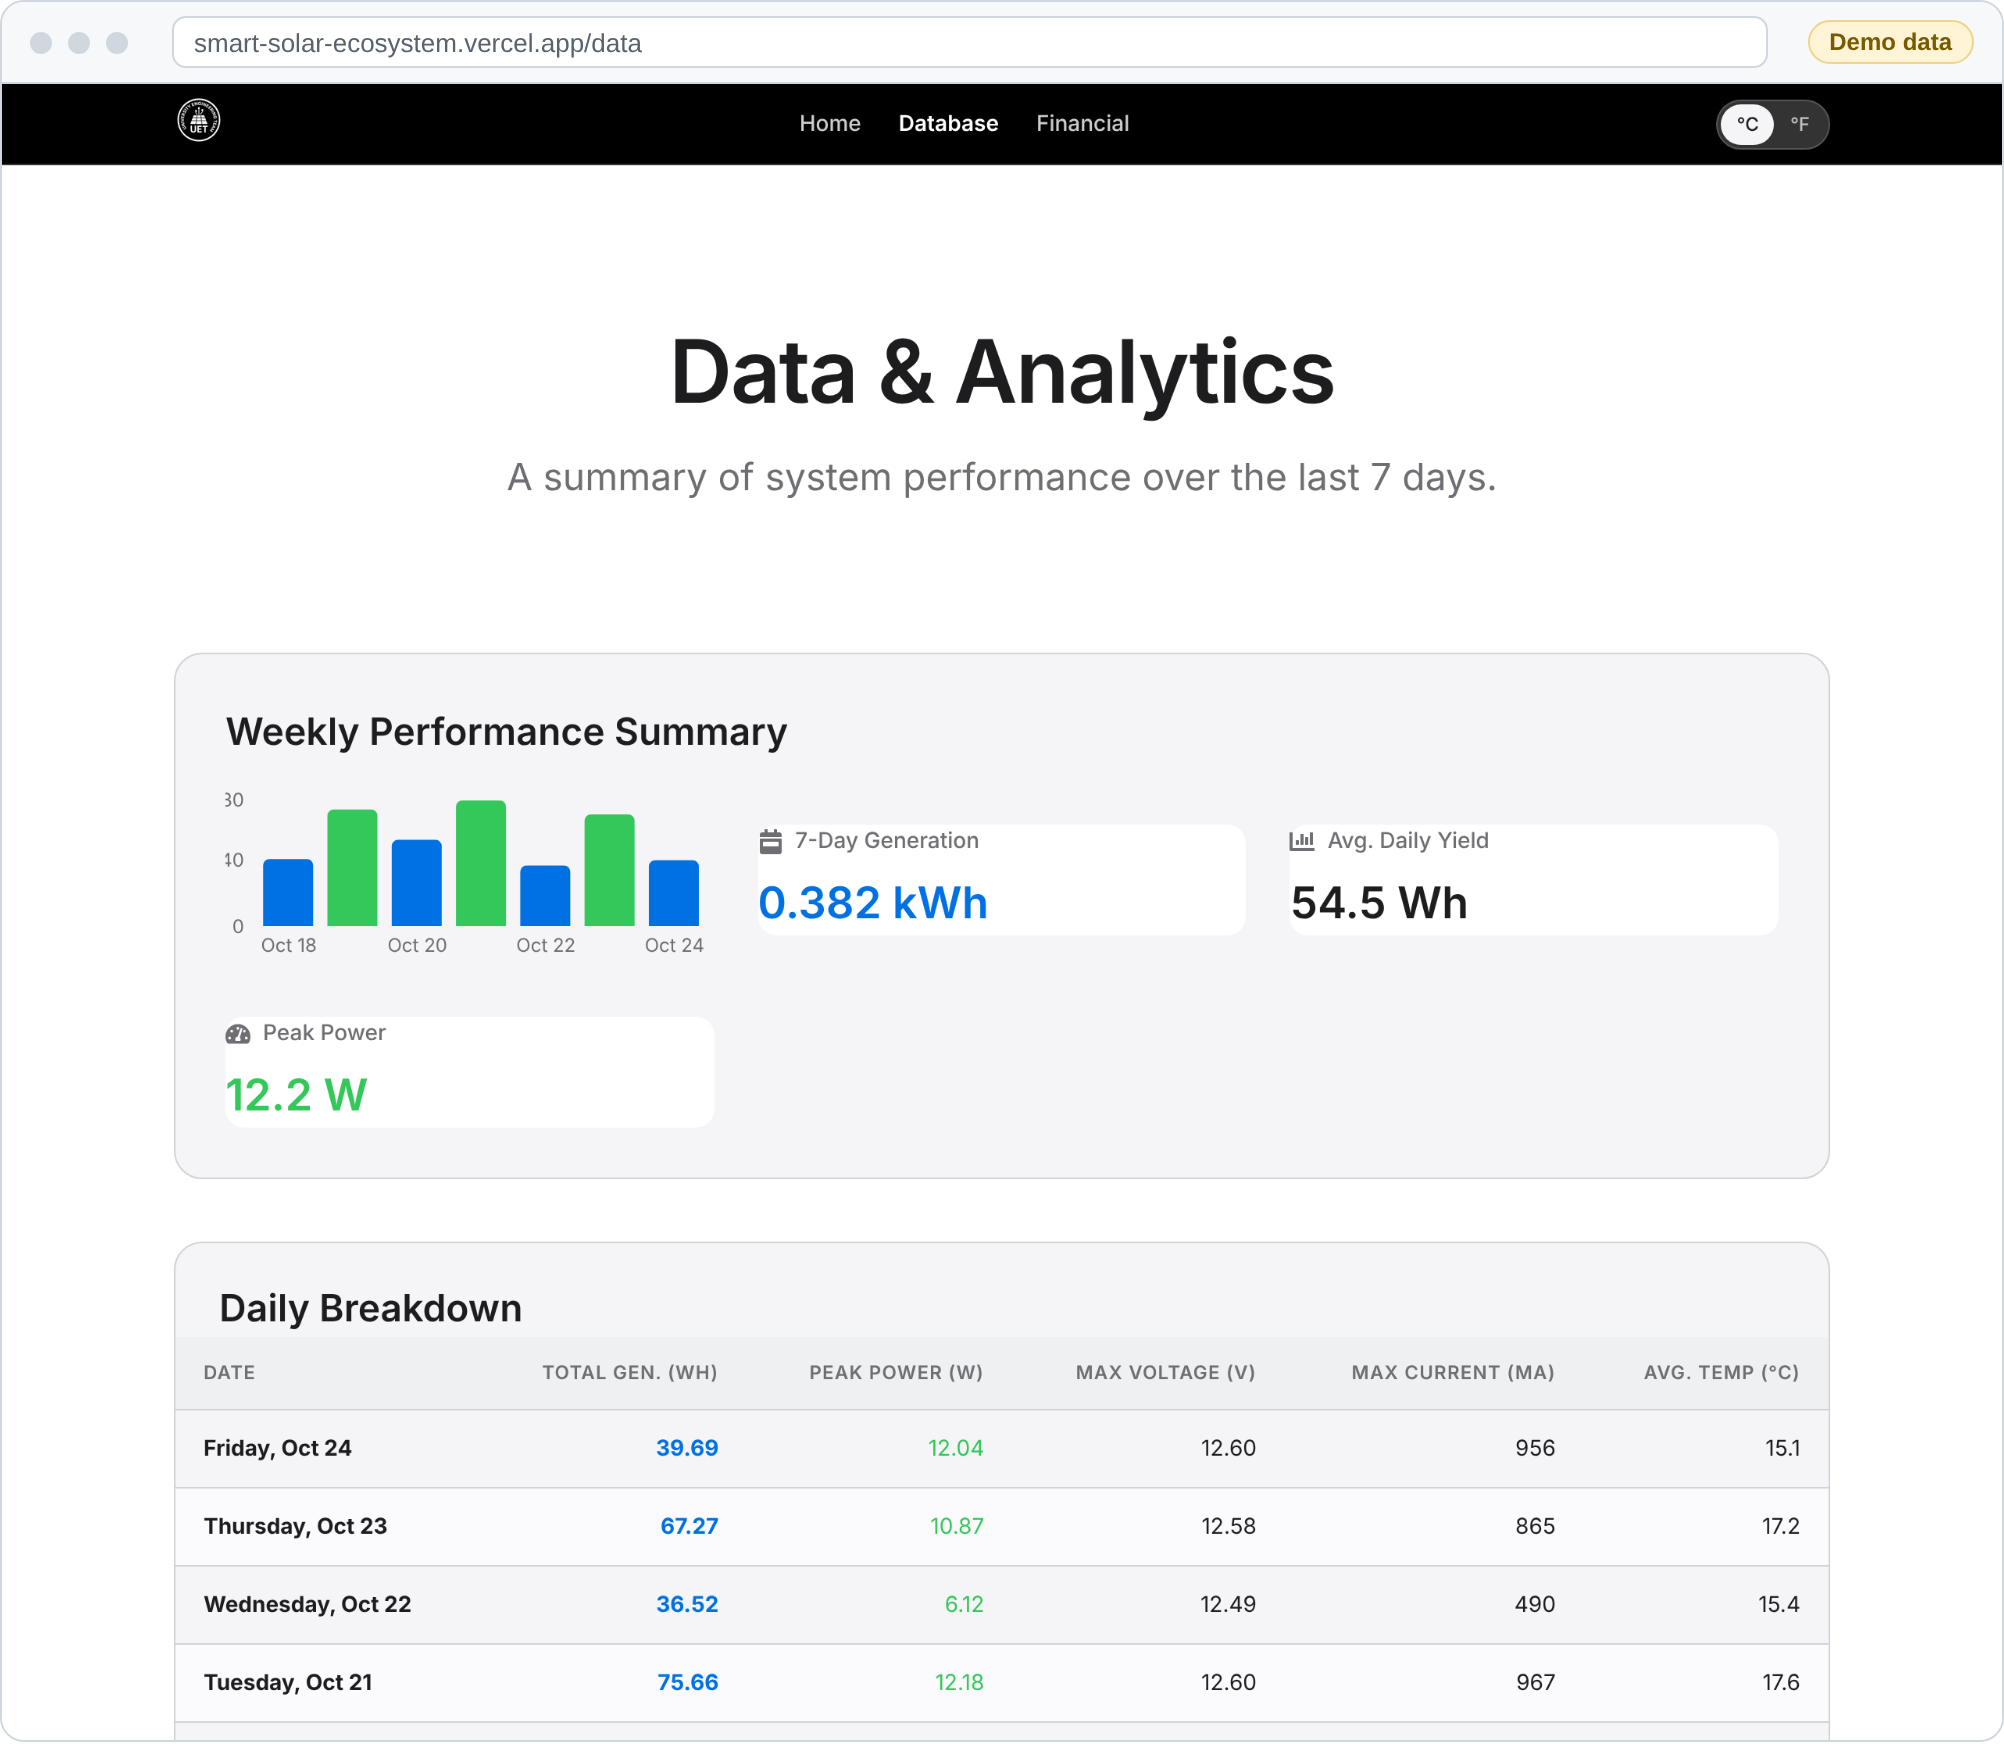 smart-solar-ecosystem.vercel.app/data
Demo data
UET
Home Database Financial
°C °F
Data & Analytics
A summary of system performance over the last 7 days.
Weekly Performance Summary
80
40
0
Oct 18 Oct 20 Oct 22 Oct 24
7-Day Generation
0.382 kWh
Avg. Daily Yield
54.5 Wh
Peak Power
12.2 W
Daily Breakdown
DATE TOTAL GEN. (WH) PEAK POWER (W) MAX VOLTAGE (V) MAX CURRENT (MA) AVG. TEMP (°C)
Friday, Oct 24 39.69 12.04 12.60 956 15.1
Thursday, Oct 23 67.27 10.87 12.58 865 17.2
Wednesday, Oct 22 36.52 6.12 12.49 490 15.4
Tuesday, Oct 21 75.66 12.18 12.60 967 17.6